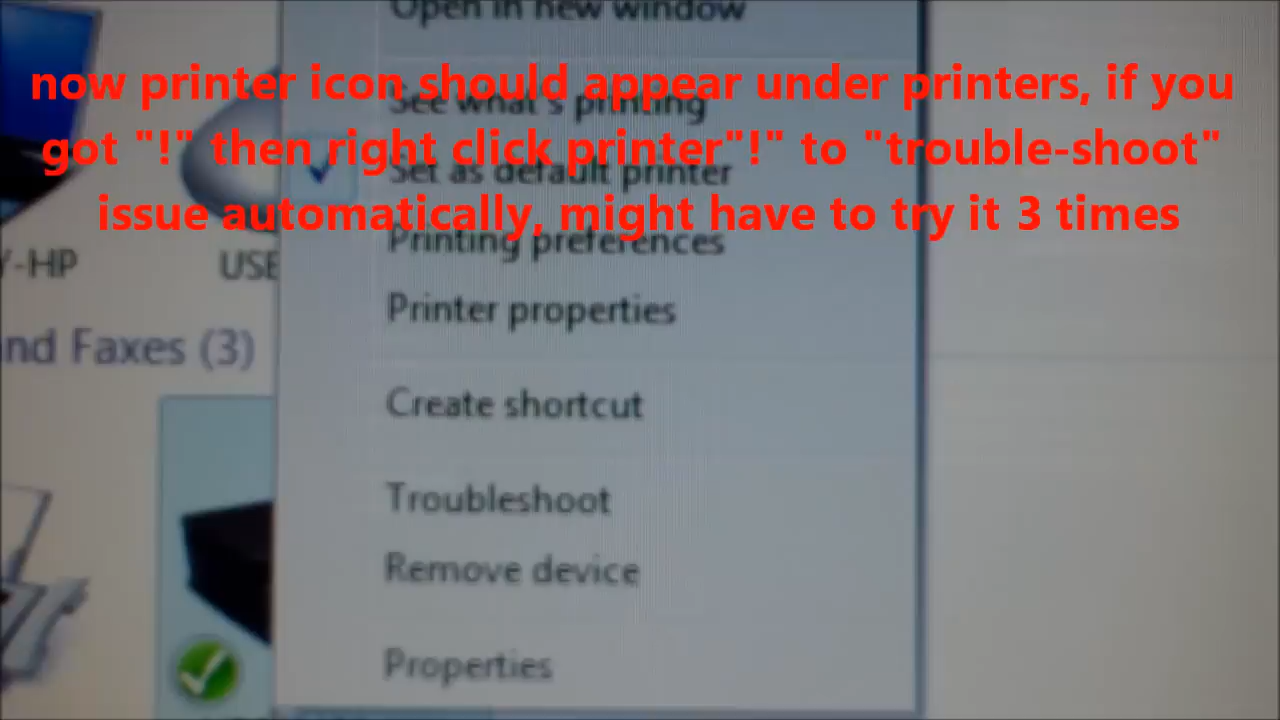 Open in new window
now printer icon should appear under printers, if you
See what's printing
got "!" then right click printer"!" to "trouble-shoot"
Set as default printer
issue automatically, might have to try it 3 times
Printing preferences
Y-HP
USB
Printer properties
nd Faxes (3)
Create shortcut
Troubleshoot
Remove device
Properties